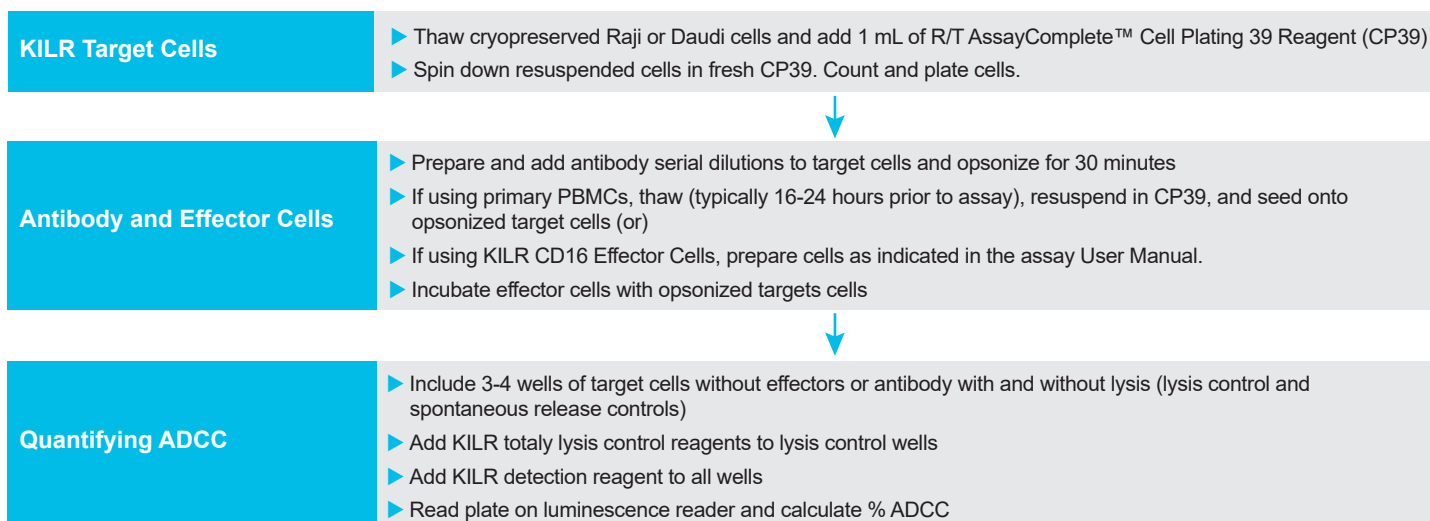 KILR Target Cells
▶ Thaw cryopreserved Raji or Daudi cells and add 1 mL of R/T AssayComplete™ Cell Plating 39 Reagent (CP39)
▶ Spin down resuspended cells in fresh CP39. Count and plate cells.
Antibody and Effector Cells
▶ Prepare and add antibody serial dilutions to target cells and opsonize for 30 minutes
▶ If using primary PBMCs, thaw (typically 16-24 hours prior to assay), resuspend in CP39, and seed onto
opsonized target cells (or)
▶ If using KILR CD16 Effector Cells, prepare cells as indicated in the assay User Manual.
▶ Incubate effector cells with opsonized targets cells
Quantifying ADCC
▶ Include 3-4 wells of target cells without effectors or antibody with and without lysis (lysis control and
spontaneous release controls)
▶ Add KILR totaly lysis control reagents to lysis control wells
▶ Add KILR detection reagent to all wells
▶ Read plate on luminescence reader and calculate % ADCC